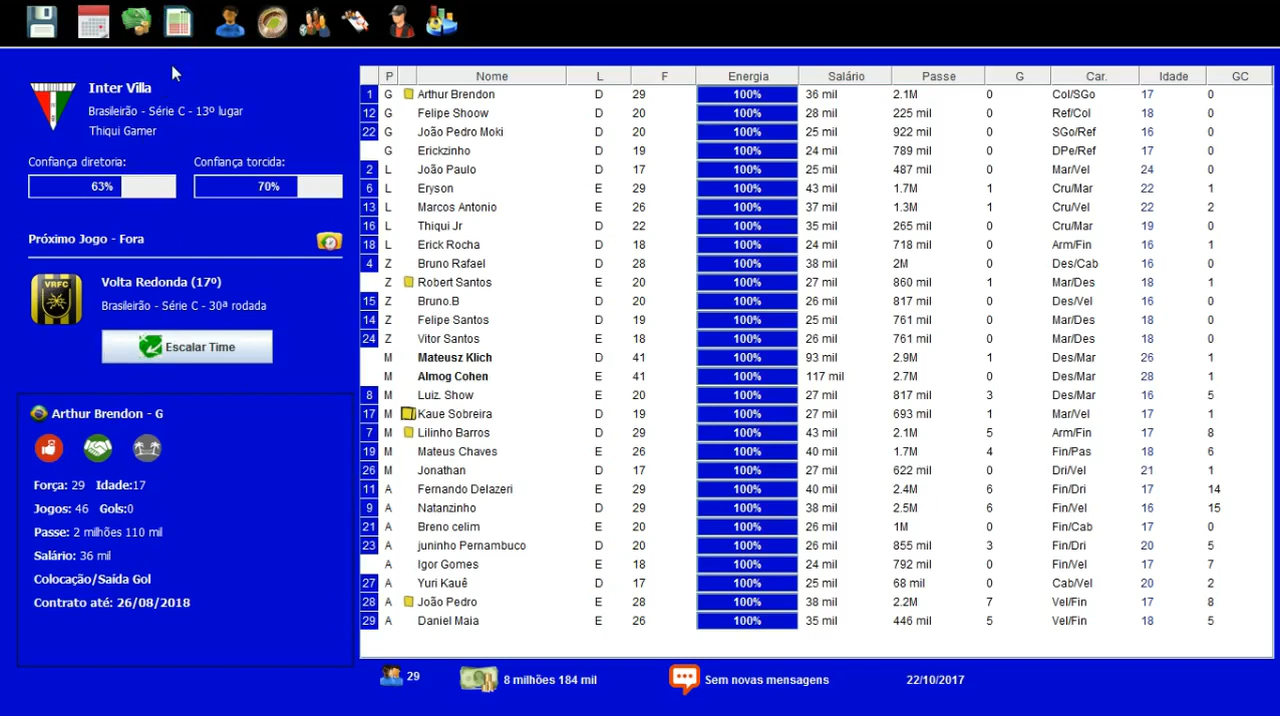 Inter Villa
Brasileirão - Série C - 13º lugar
Thiqui Gamer
Confiança diretoria: Confiança torcida:
63% 70%
Próximo Jogo - Fora
VRFC
Volta Redonda (17º)
Brasileirão - Série C - 30ª rodada
Escalar Time
Arthur Brendon - G
Força: 29 Idade:17
Jogos: 46 Gols:0
Passe: 2 milhões 110 mil
Salário: 36 mil
Colocação/Saída Gol
Contrato até: 26/08/2018
P Nome L F Energia Salário Passe G Car. Idade GC
1 G Arthur Brendon D 29 100% 36 mil 2.1M 0 Col/SGo 17 0
12 G Felipe Shoow D 20 100% 28 mil 225 mil 0 Ref/Col 18 0
22 G João Pedro Moki D 20 100% 25 mil 922 mil 0 SGo/Ref 16 0
G Erickzinho D 19 100% 24 mil 789 mil 0 DPe/Ref 17 0
2 L João Paulo D 17 100% 25 mil 487 mil 0 Mar/Vel 24 0
6 L Eryson E 29 100% 43 mil 1.7M 1 Cru/Mar 22 1
13 L Marcos Antonio E 26 100% 37 mil 1.3M 1 Cru/Vel 22 2
16 L Thiqui Jr D 22 100% 35 mil 265 mil 0 Cru/Mar 19 0
18 L Erick Rocha D 18 100% 24 mil 718 mil 0 Arm/Fin 16 1
4 Z Bruno Rafael D 28 100% 38 mil 2M 0 Des/Cab 16 0
Z Robert Santos E 20 100% 27 mil 860 mil 1 Mar/Des 18 1
15 Z Bruno.B D 20 100% 26 mil 817 mil 0 Des/Vel 16 0
14 Z Felipe Santos D 19 100% 25 mil 761 mil 0 Mar/Des 18 0
24 Z Vitor Santos E 18 100% 26 mil 761 mil 0 Mar/Des 18 0
M Mateusz Klich D 41 100% 93 mil 2.9M 1 Des/Mar 26 1
M Almog Cohen E 41 100% 117 mil 2.7M 0 Des/Mar 28 1
8 M Luiz. Show E 20 100% 27 mil 817 mil 3 Des/Mar 16 5
17 M Kaue Sobreira D 19 100% 27 mil 693 mil 1 Mar/Vel 17 1
7 M Lilinho Barros D 29 100% 43 mil 2.1M 5 Arm/Fin 17 8
19 M Mateus Chaves E 26 100% 40 mil 1.7M 4 Fin/Pas 18 6
26 M Jonathan D 17 100% 27 mil 622 mil 0 Dri/Vel 21 1
11 A Fernando Delazeri E 29 100% 40 mil 2.4M 6 Fin/Dri 17 14
9 A Natanzinho D 29 100% 38 mil 2.5M 6 Fin/Vel 16 15
21 A Breno celim E 20 100% 26 mil 1M 0 Fin/Cab 17 0
23 A juninho Pernambuco D 20 100% 26 mil 855 mil 3 Fin/Dri 20 5
A Igor Gomes E 18 100% 24 mil 792 mil 0 Fin/Vel 17 7
27 A Yuri Kauê D 17 100% 25 mil 68 mil 0 Cab/Vel 20 2
28 A João Pedro E 28 100% 38 mil 2.2M 7 Vel/Fin 17 8
29 A Daniel Maia E 26 100% 35 mil 446 mil 5 Vel/Fin 18 5
29 8 milhões 184 mil Sem novas mensagens 22/10/2017